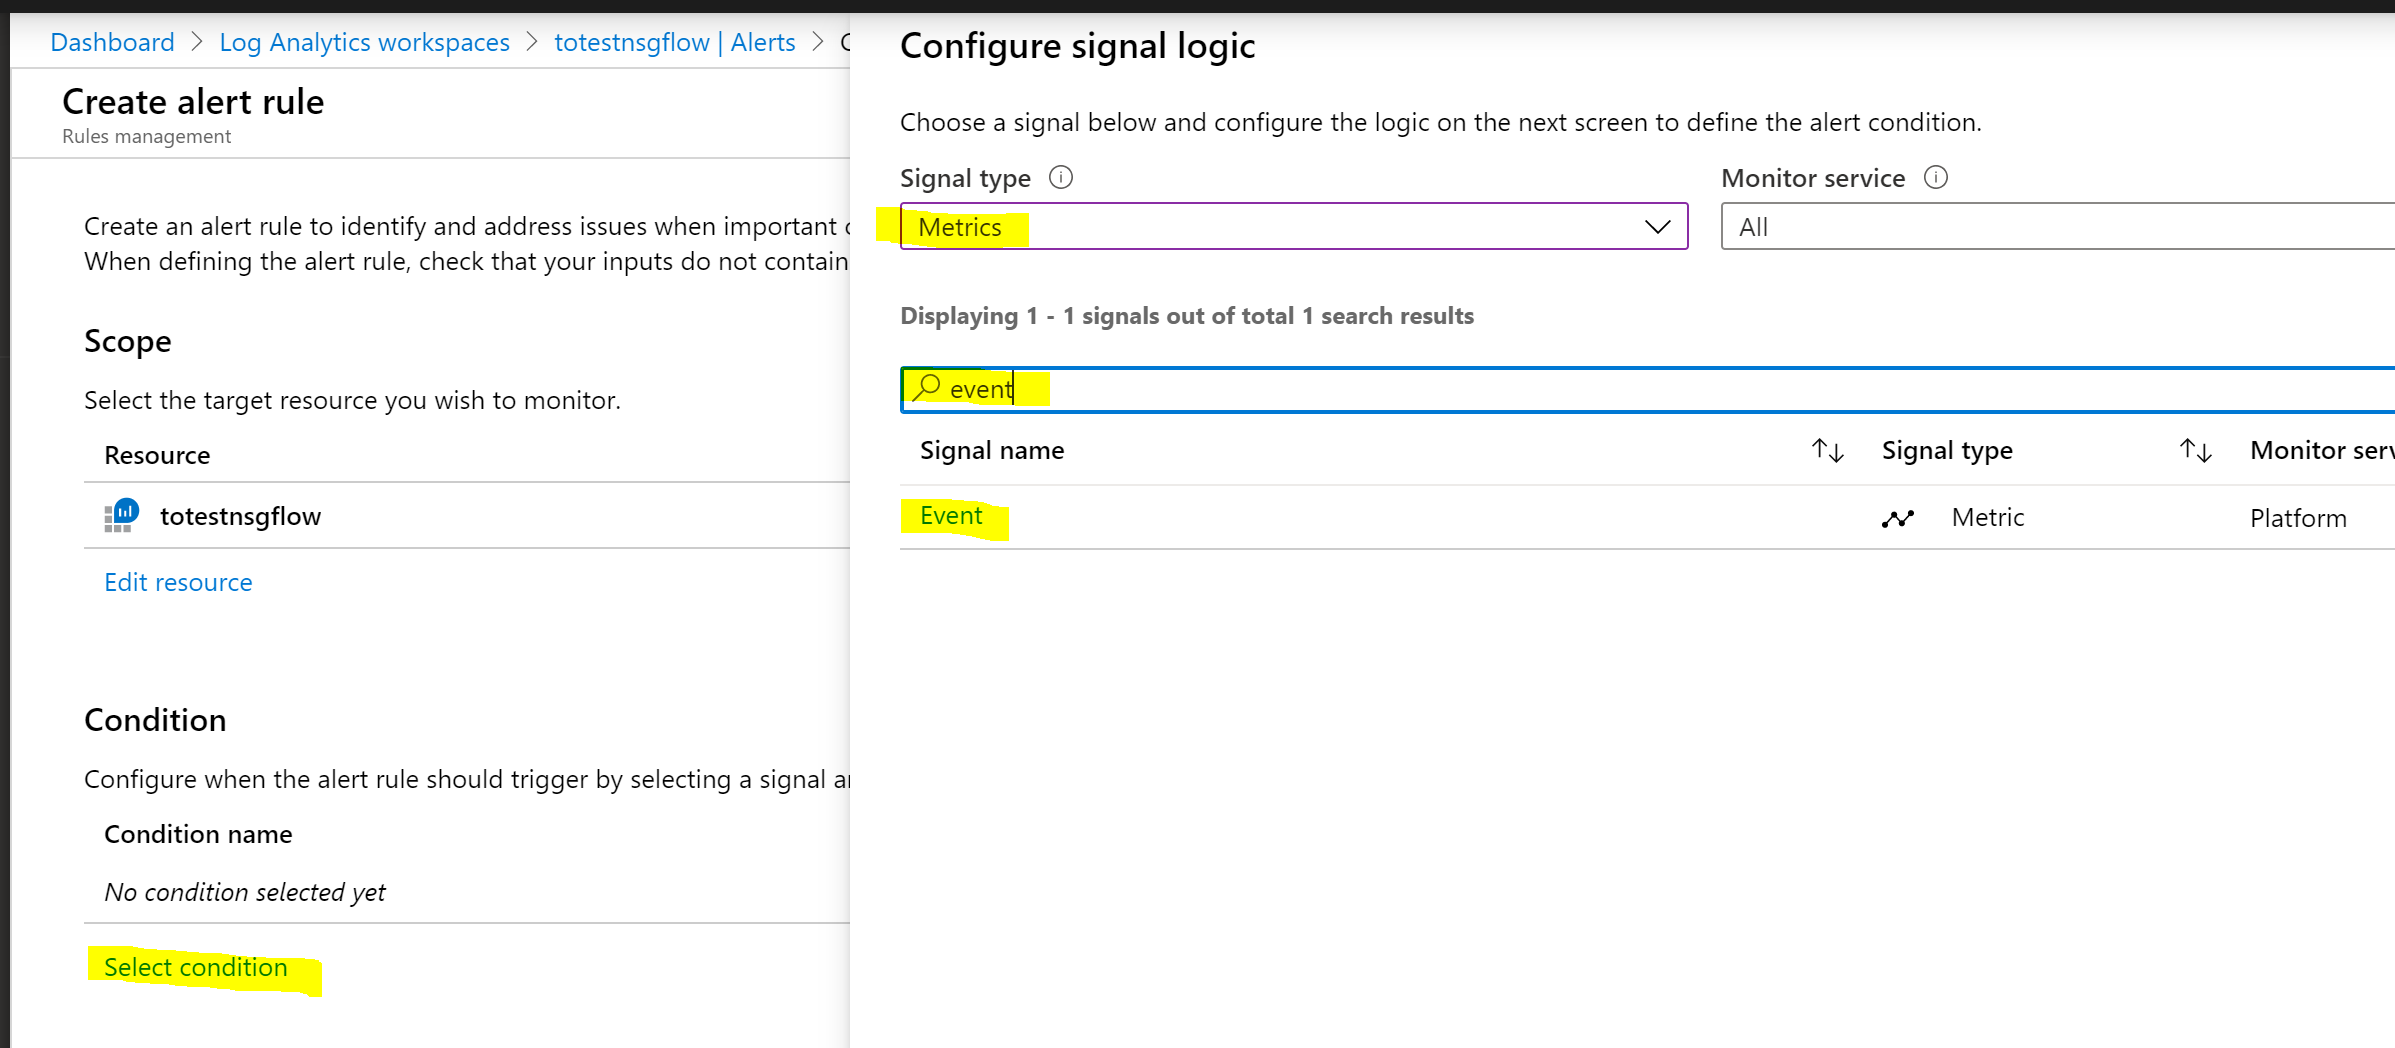 Dashboard > Log Analytics workspaces > totestnsgflow | Alerts >
Create alert rule
Rules management
Create an alert rule to identify and address issues when important
When defining the alert rule, check that your inputs do not contain
Scope
Select the target resource you wish to monitor.
Resource
totestnsgflow
Edit resource
Condition
Configure when the alert rule should trigger by selecting a signal
Condition name
No condition selected yet
Select condition
Configure signal logic
Choose a signal below and configure the logic on the next screen to define the alert condition.
Signal type
Monitor service
Metrics
All
Displaying 1 - 1 signals out of total 1 search results
event
Signal name
Signal type
Monitor
Event
Metric
Platform